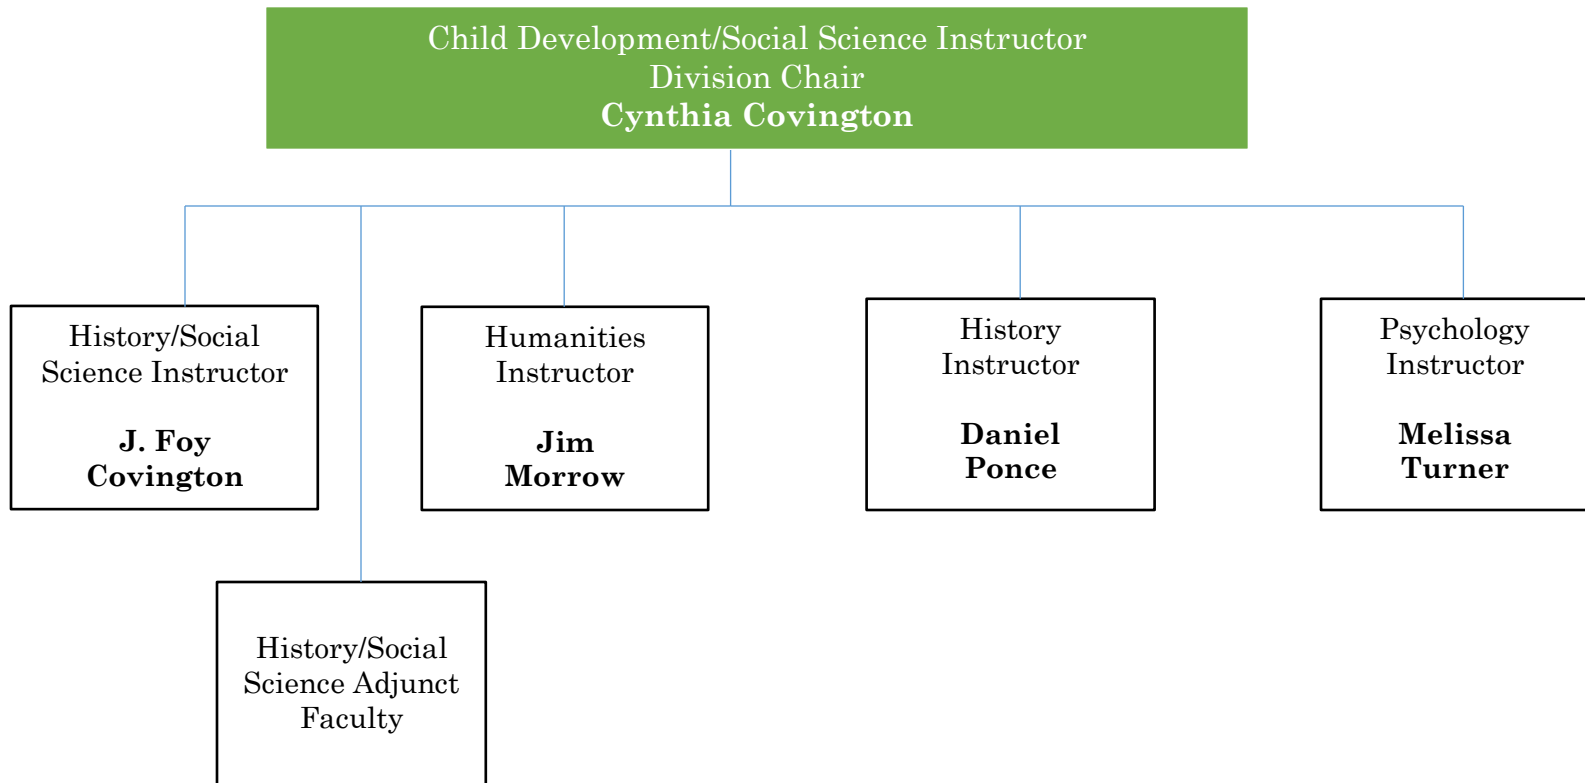 Child Development/Social Science Instructor
Division Chair
Cynthia Covington
History/Social
Science Instructor
J. Foy
Covington
Humanities
Instructor
Jim
Morrow
History
Instructor
Daniel
Ponce
Psychology
Instructor
Melissa
Turner
History/Social
Science Adjunct
Faculty